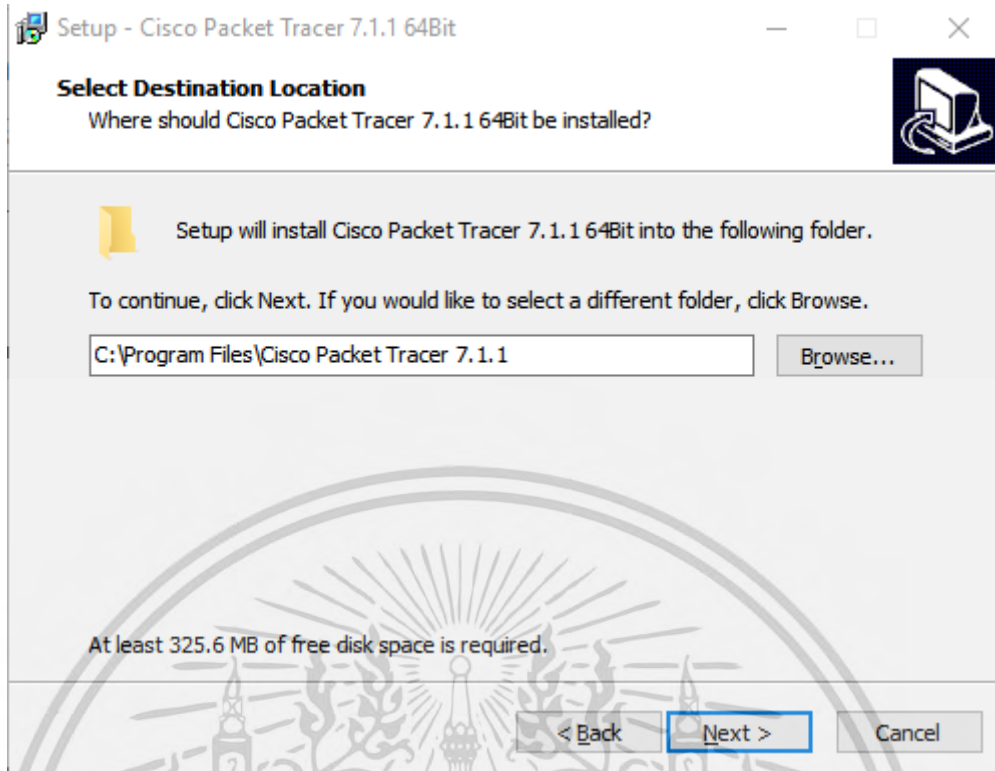 Setup - Cisco Packet Tracer 7.1.1 64Bit
Select Destination Location
Where should Cisco Packet Tracer 7.1.1 64Bit be installed?
Setup will install Cisco Packet Tracer 7.1.1 64Bit into the following folder.
To continue, click Next. If you would like to select a different folder, click Browse.
C:\Program Files\Cisco Packet Tracer 7.1.1
Browse...
At least 325.6 MB of free disk space is required.
< Back
Next >
Cancel